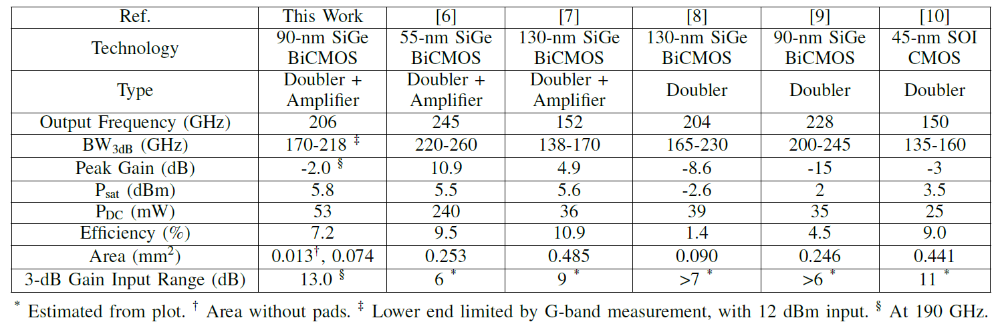 Ref. This Work [6] [7] [8] [9] [10]
Technology 90-nm SiGe BiCMOS 55-nm SiGe BiCMOS 130-nm SiGe BiCMOS 130-nm SiGe BiCMOS 90-nm SiGe BiCMOS 45-nm SOI CMOS
Type Doubler + Amplifier Doubler + Amplifier Doubler + Amplifier Doubler Doubler Doubler
Output Frequency (GHz) 206 245 152 204 228 150
BW3dB (GHz) 170-218 ‡ 220-260 138-170 165-230 200-245 135-160
Peak Gain (dB) -2.0 § 10.9 4.9 -8.6 -15 -3
Psat (dBm) 5.8 5.5 5.6 -2.6 2 3.5
PDC (mW) 53 240 36 39 35 25
Efficiency (%) 7.2 9.5 10.9 1.4 4.5 9.0
Area (mm²) 0.013†, 0.074 0.253 0.485 0.090 0.246 0.441
3-dB Gain Input Range (dB) 13.0 § 6 * 9 * >7 * >6 * 11 *
* Estimated from plot. † Area without pads. ‡ Lower end limited by G-band measurement, with 12 dBm input. § At 190 GHz.